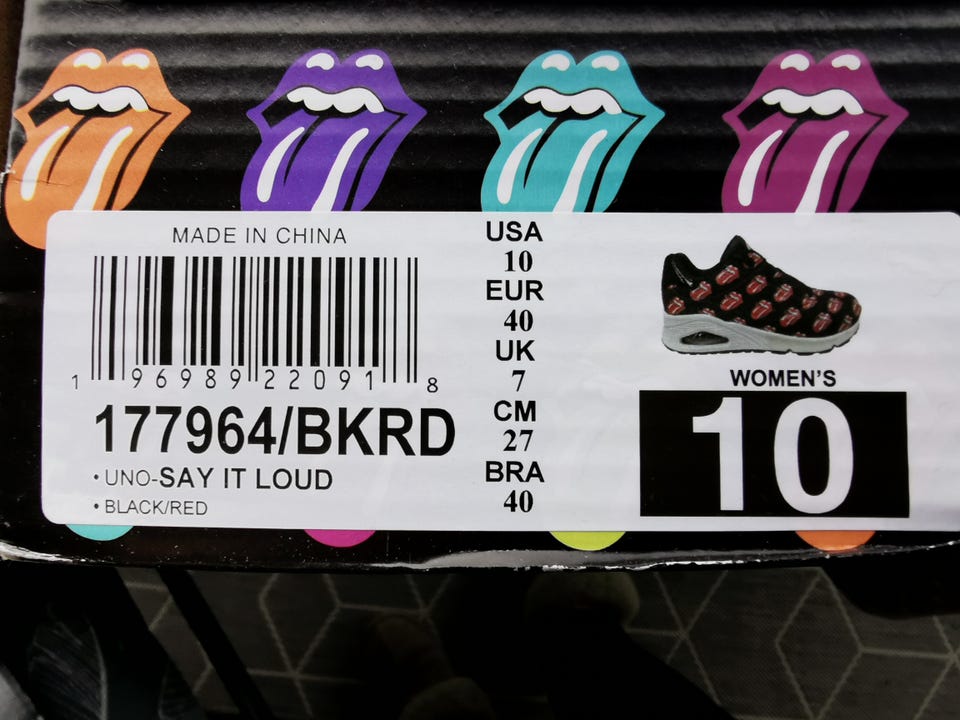 MADE IN CHINA
1 96989 22091 8
177964/BKRD
• UNO-SAY IT LOUD
• BLACK/RED
USA
10
EUR
40
UK
7
CM
27
BRA
40
WOMEN'S
10